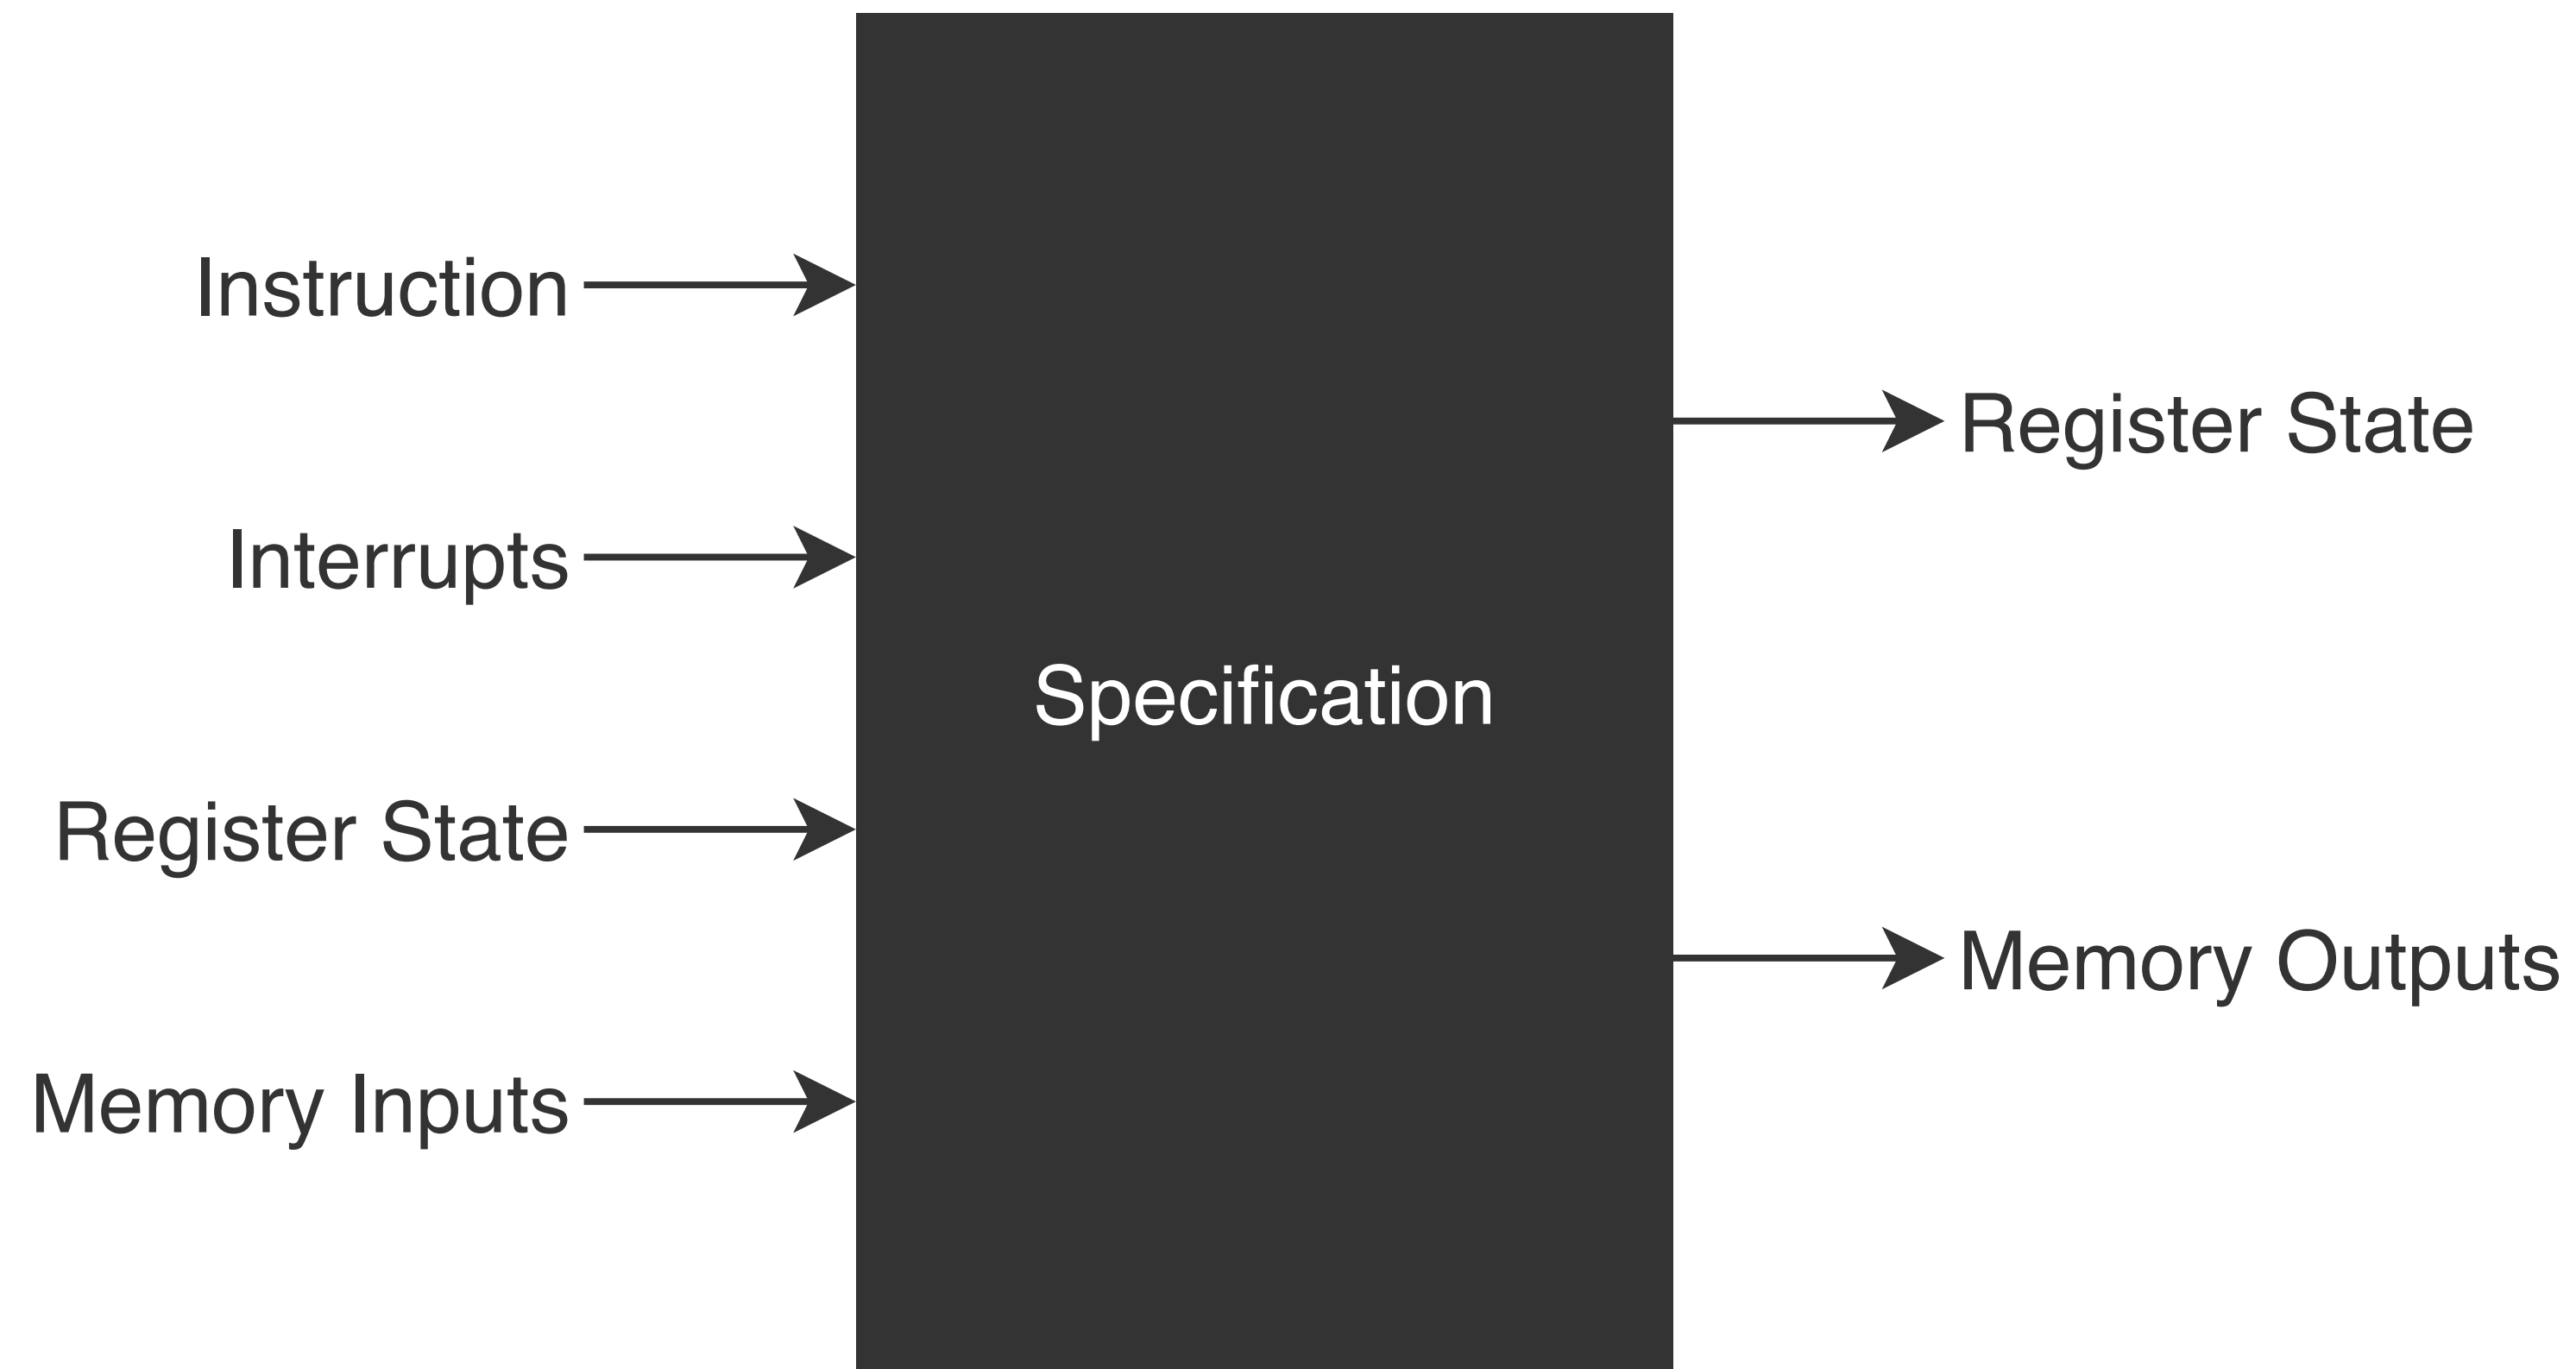 Instruction
Interrupts
Register State
Memory Inputs
Specification
Register State
Memory Outputs